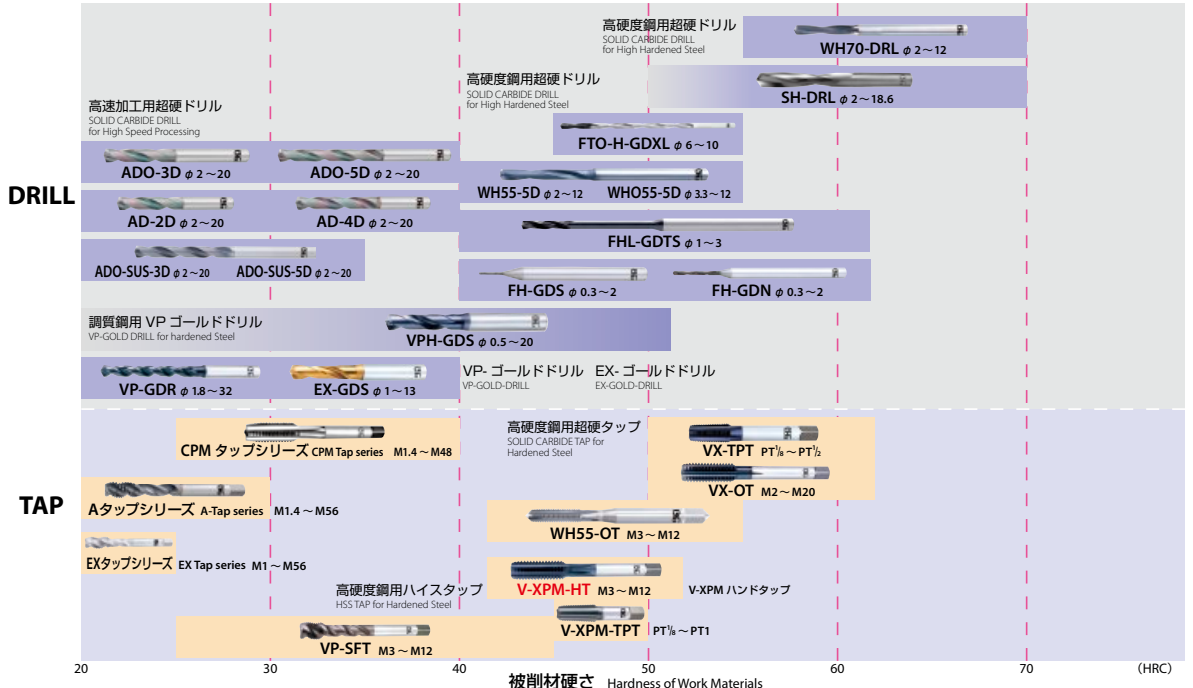 高硬度鋼用超硬ドリル
SOLID CARBIDE DRILL
for High Hardened Steel
WH70-DRL φ 2～12
高硬度鋼用超硬ドリル
SOLID CARBIDE DRILL
for High Hardened Steel
SH-DRL φ 2～18.6
高速加工用超硬ドリル
SOLID CARBIDE DRILL
for High Speed Processing
FTO-H-GDXL φ 6～10
ADO-3D φ 2～20
ADO-5D φ 2～20
WH55-5D φ 2～12
WHO55-5D φ 3.3～12
DRILL
AD-2D φ 2～20
AD-4D φ 2～20
FHL-GDTS φ 1～3
ADO-SUS-3D φ 2～20
ADO-SUS-5D φ 2～20
FH-GDS φ 0.3～2
FH-GDN φ 0.3～2
調質鋼用 VP ゴールドドリル
VP-GOLD DRILL for hardened Steel
VPH-GDS φ 0.5～20
VP-GDR φ 1.8～32
EX-GDS φ 1～13
VP- ゴールドドリル
VP-GOLD-DRILL
EX- ゴールドドリル
EX-GOLD-DRILL
CPM タップシリーズ CPM Tap series M1.4～M48
高硬度鋼用超硬タップ
SOLID CARBIDE TAP for
Hardened Steel
VX-TPT PT1/8～PT1/2
VX-OT M2～M20
TAP
Aタップシリーズ A-Tap series M1.4～M56
WH55-OT M3～M12
EXタップシリーズ EX Tap series M1～M56
高硬度鋼用ハイスタップ
HSS TAP for Hardened Steel
V-XPM-HT M3～M12
V-XPM ハンドタップ
V-XPM-TPT PT1/8～PT1
VP-SFT M3～M12
20 30 40 50 60 70 (HRC)
被削材硬さ Hardness of Work Materials